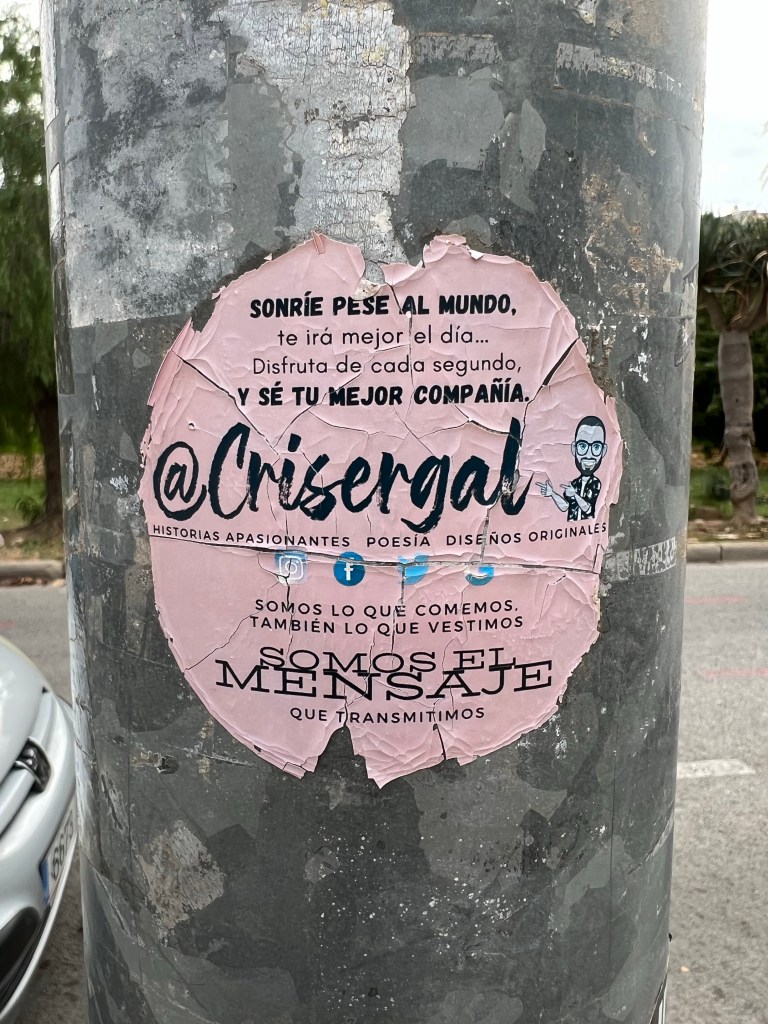 SONRÍE PESE AL MUNDO,
te irá mejor el día...
Disfruta de cada segundo,
Y SÉ TU MEJOR COMPAÑÍA.
@Crisergal
HISTORIAS APASIONANTES POESÍA DISEÑOS ORIGINALES
SOMOS LO QUE COMEMOS,
TAMBIÉN LO QUE VESTIMOS
SOMOS EL
MENSAJE
QUE TRANSMITIMOS